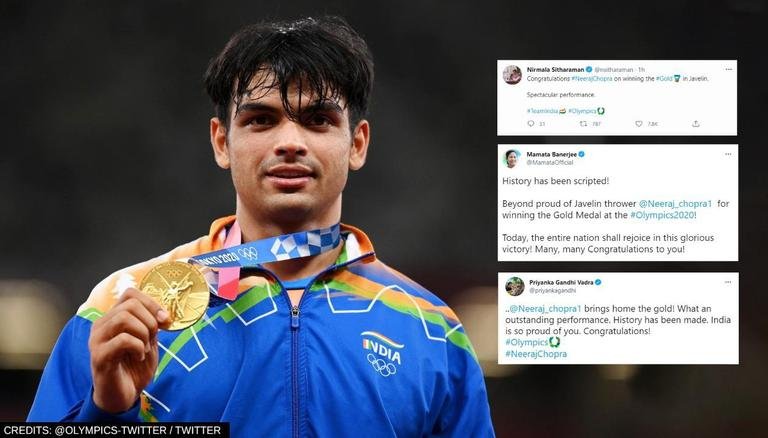 TOKYO 2020
INDIA
Nirmala Sitharaman @nsitharaman · 1h
Congratulations #NeerajChopra on winning the #Gold in Javelin.
Spectacular performance.
#TeamIndia #Olympics
31 787 7.8K
Mamata Banerjee
@MamataOfficial
History has been scripted!
Beyond proud of Javelin thrower @Neeraj_chopra1 for
winning the Gold Medal at the #Olympics2020!
Today, the entire nation shall rejoice in this glorious
victory! Many, many Congratulations to you!
Priyanka Gandhi Vadra
@priyankagandhi
..@Neeraj_chopra1 brings home the gold! What an
outstanding performance. History has been made. India
is so proud of you. Congratulations!
#Olympics
#NeerajChopra
CREDITS: @OLYMPICS-TWITTER / TWITTER